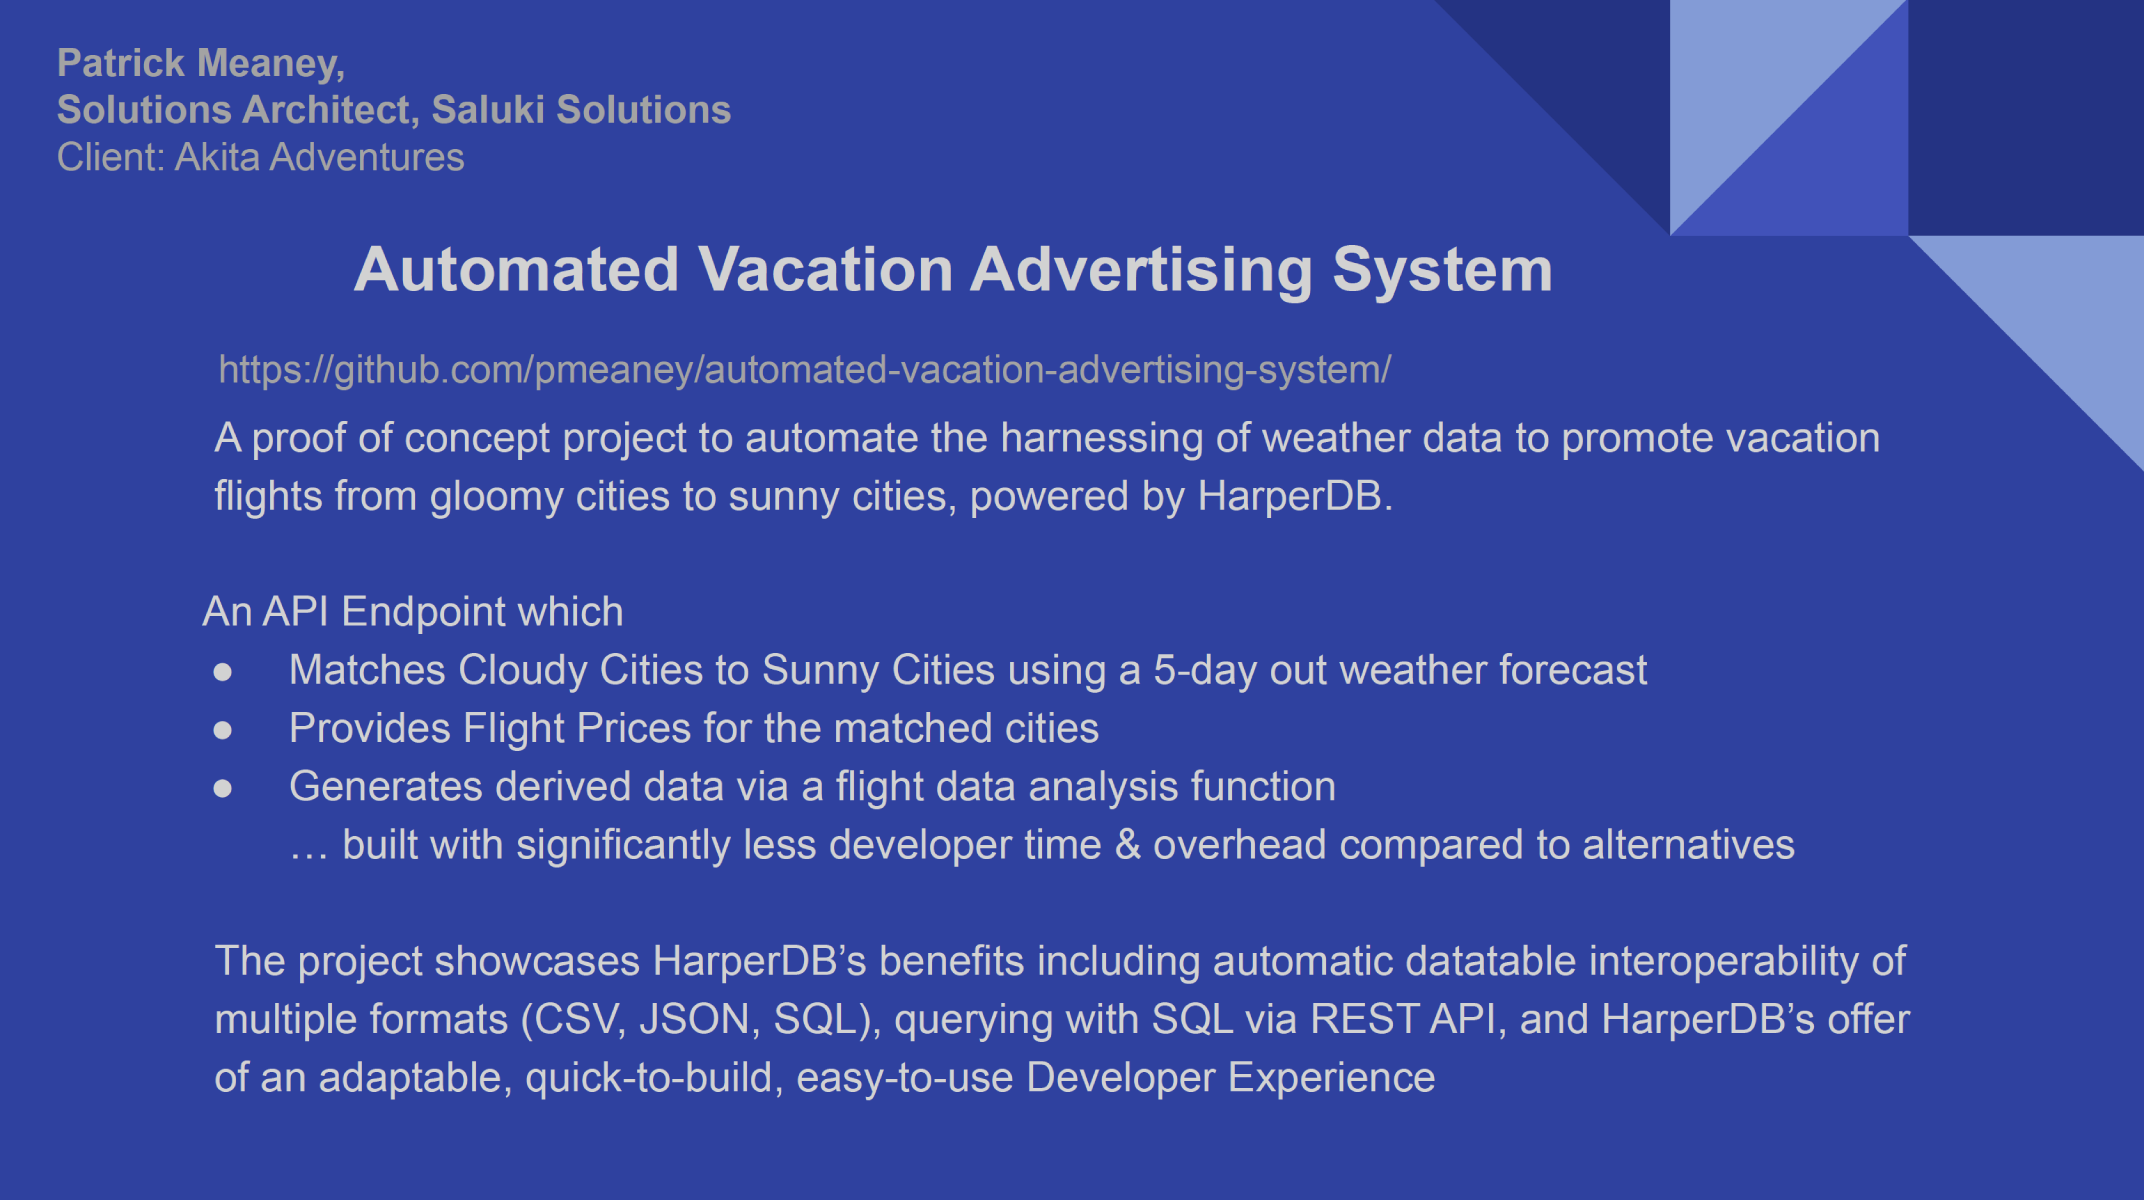 Patrick Meaney,
Solutions Architect, Saluki Solutions
Client: Akita Adventures
Automated Vacation Advertising System
https://github.com/pmeaney/automated-vacation-advertising-system/
A proof of concept project to automate the harnessing of weather data to promote vacation
flights from gloomy cities to sunny cities, powered by HarperDB.
An API Endpoint which
● Matches Cloudy Cities to Sunny Cities using a 5-day out weather forecast
● Provides Flight Prices for the matched cities
● Generates derived data via a flight data analysis function
… built with significantly less developer time & overhead compared to alternatives
The project showcases HarperDB’s benefits including automatic datatable interoperability of
multiple formats (CSV, JSON, SQL), querying with SQL via REST API, and HarperDB’s offer
of an adaptable, quick-to-build, easy-to-use Developer Experience